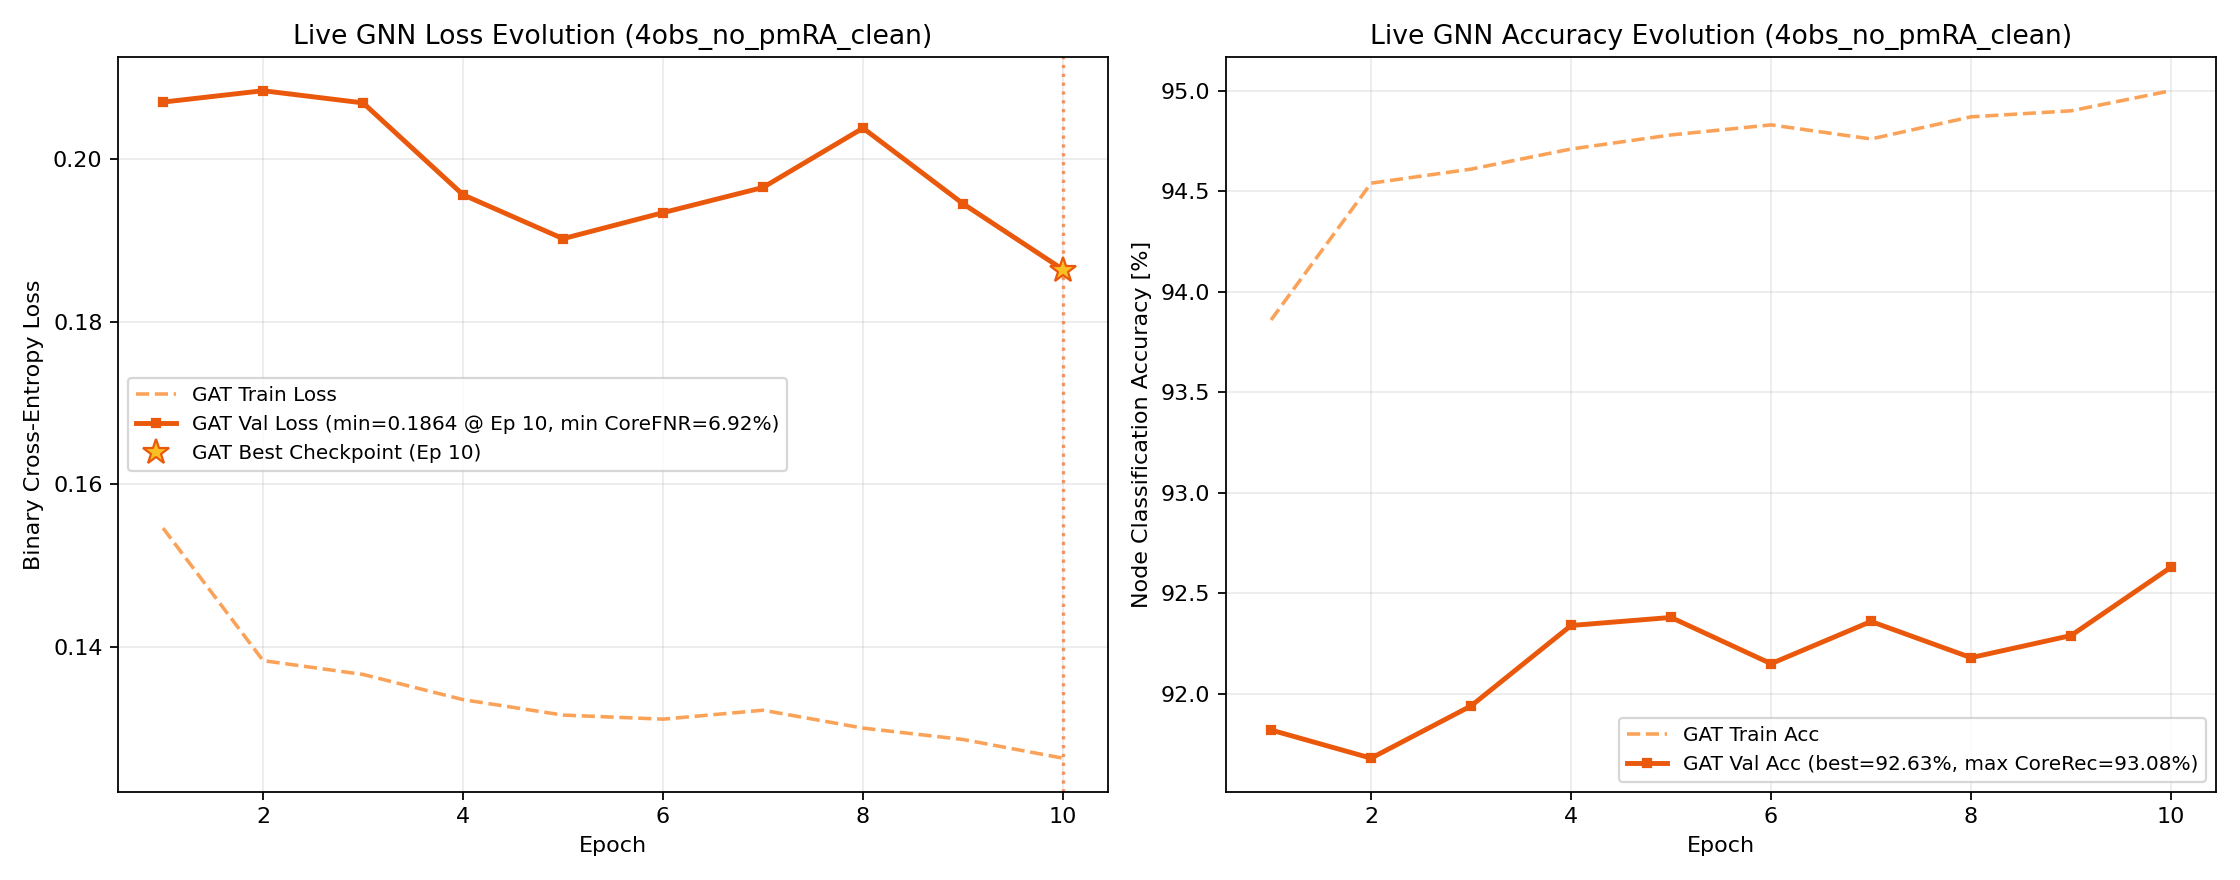 Live GNN Loss Evolution (4obs_no_pmRA_clean)
Binary Cross-Entropy Loss
0.20
0.18
0.16
0.14
GAT Train Loss
GAT Val Loss (min=0.1864 @ Ep 10, min CoreFNR=6.92%)
GAT Best Checkpoint (Ep 10)
2 4 6 8 10
Epoch
Live GNN Accuracy Evolution (4obs_no_pmRA_clean)
Node Classification Accuracy [%]
95.0
94.5
94.0
93.5
93.0
92.5
92.0
GAT Train Acc
GAT Val Acc (best=92.63%, max CoreRec=93.08%)
2 4 6 8 10
Epoch